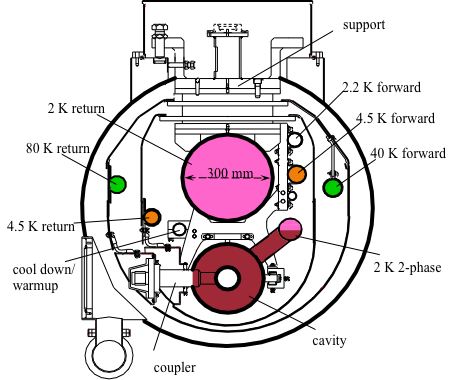 support
2.2 K forward
2 K return
4.5 K forward
80 K return
40 K forward
300 mm
4.5 K return
cool down/
warmup
2 K 2-phase
cavity
coupler